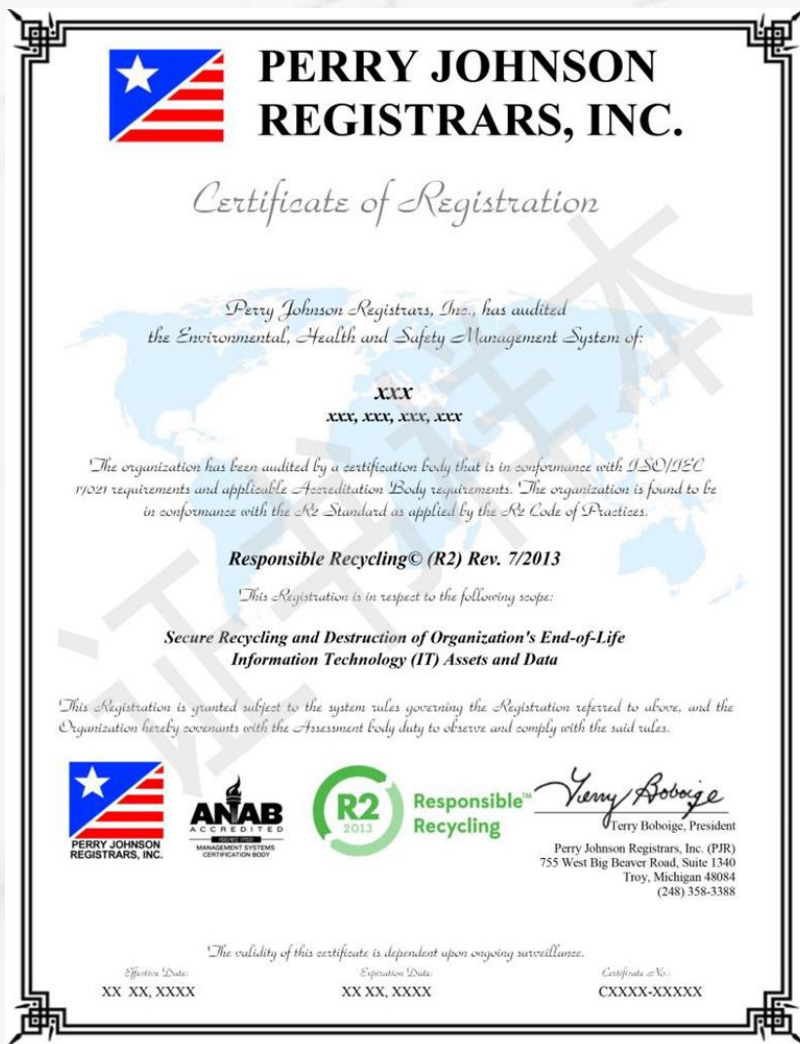 PERRY JOHNSON
REGISTRARS, INC.
Certificate of Registration
Perry Johnson Registrars, Inc., has audited
the Environmental, Health and Safety Management System of:
xxx
xxx, xxx, xxx, xxx
The organization has been audited by a certification body that is in conformance with ISO/IEC
17021 requirements and applicable Accreditation Body requirements. The organization is found to be
in conformance with the R2 Standard as applied by the R2 Code of Practices.
Responsible Recycling© (R2) Rev. 7/2013
This Registration is in respect to the following scope:
Secure Recycling and Destruction of Organization's End-of-Life
Information Technology (IT) Assets and Data
This Registration is granted subject to the system rules governing the Registration referred to above, and the
Organization hereby covenants with the Assessment body duty to observe and comply with the said rules.
证书样本
PERRY JOHNSON
REGISTRARS, INC.
ANAB
ACCREDITED
ISO/IEC 17021
MANAGEMENT SYSTEMS
CERTIFICATION BODY
R2
2013
Responsible™
Recycling
Terry Boboige
Terry Boboige, President
Perry Johnson Registrars, Inc. (PJR)
755 West Big Beaver Road, Suite 1340
Troy, Michigan 48084
(248) 358-3388
The validity of this certificate is dependent upon ongoing surveillance.
Effective Date:
XX XX, XXXX
Expiration Date:
XX XX, XXXX
Certificate No.:
CXXXX-XXXXX